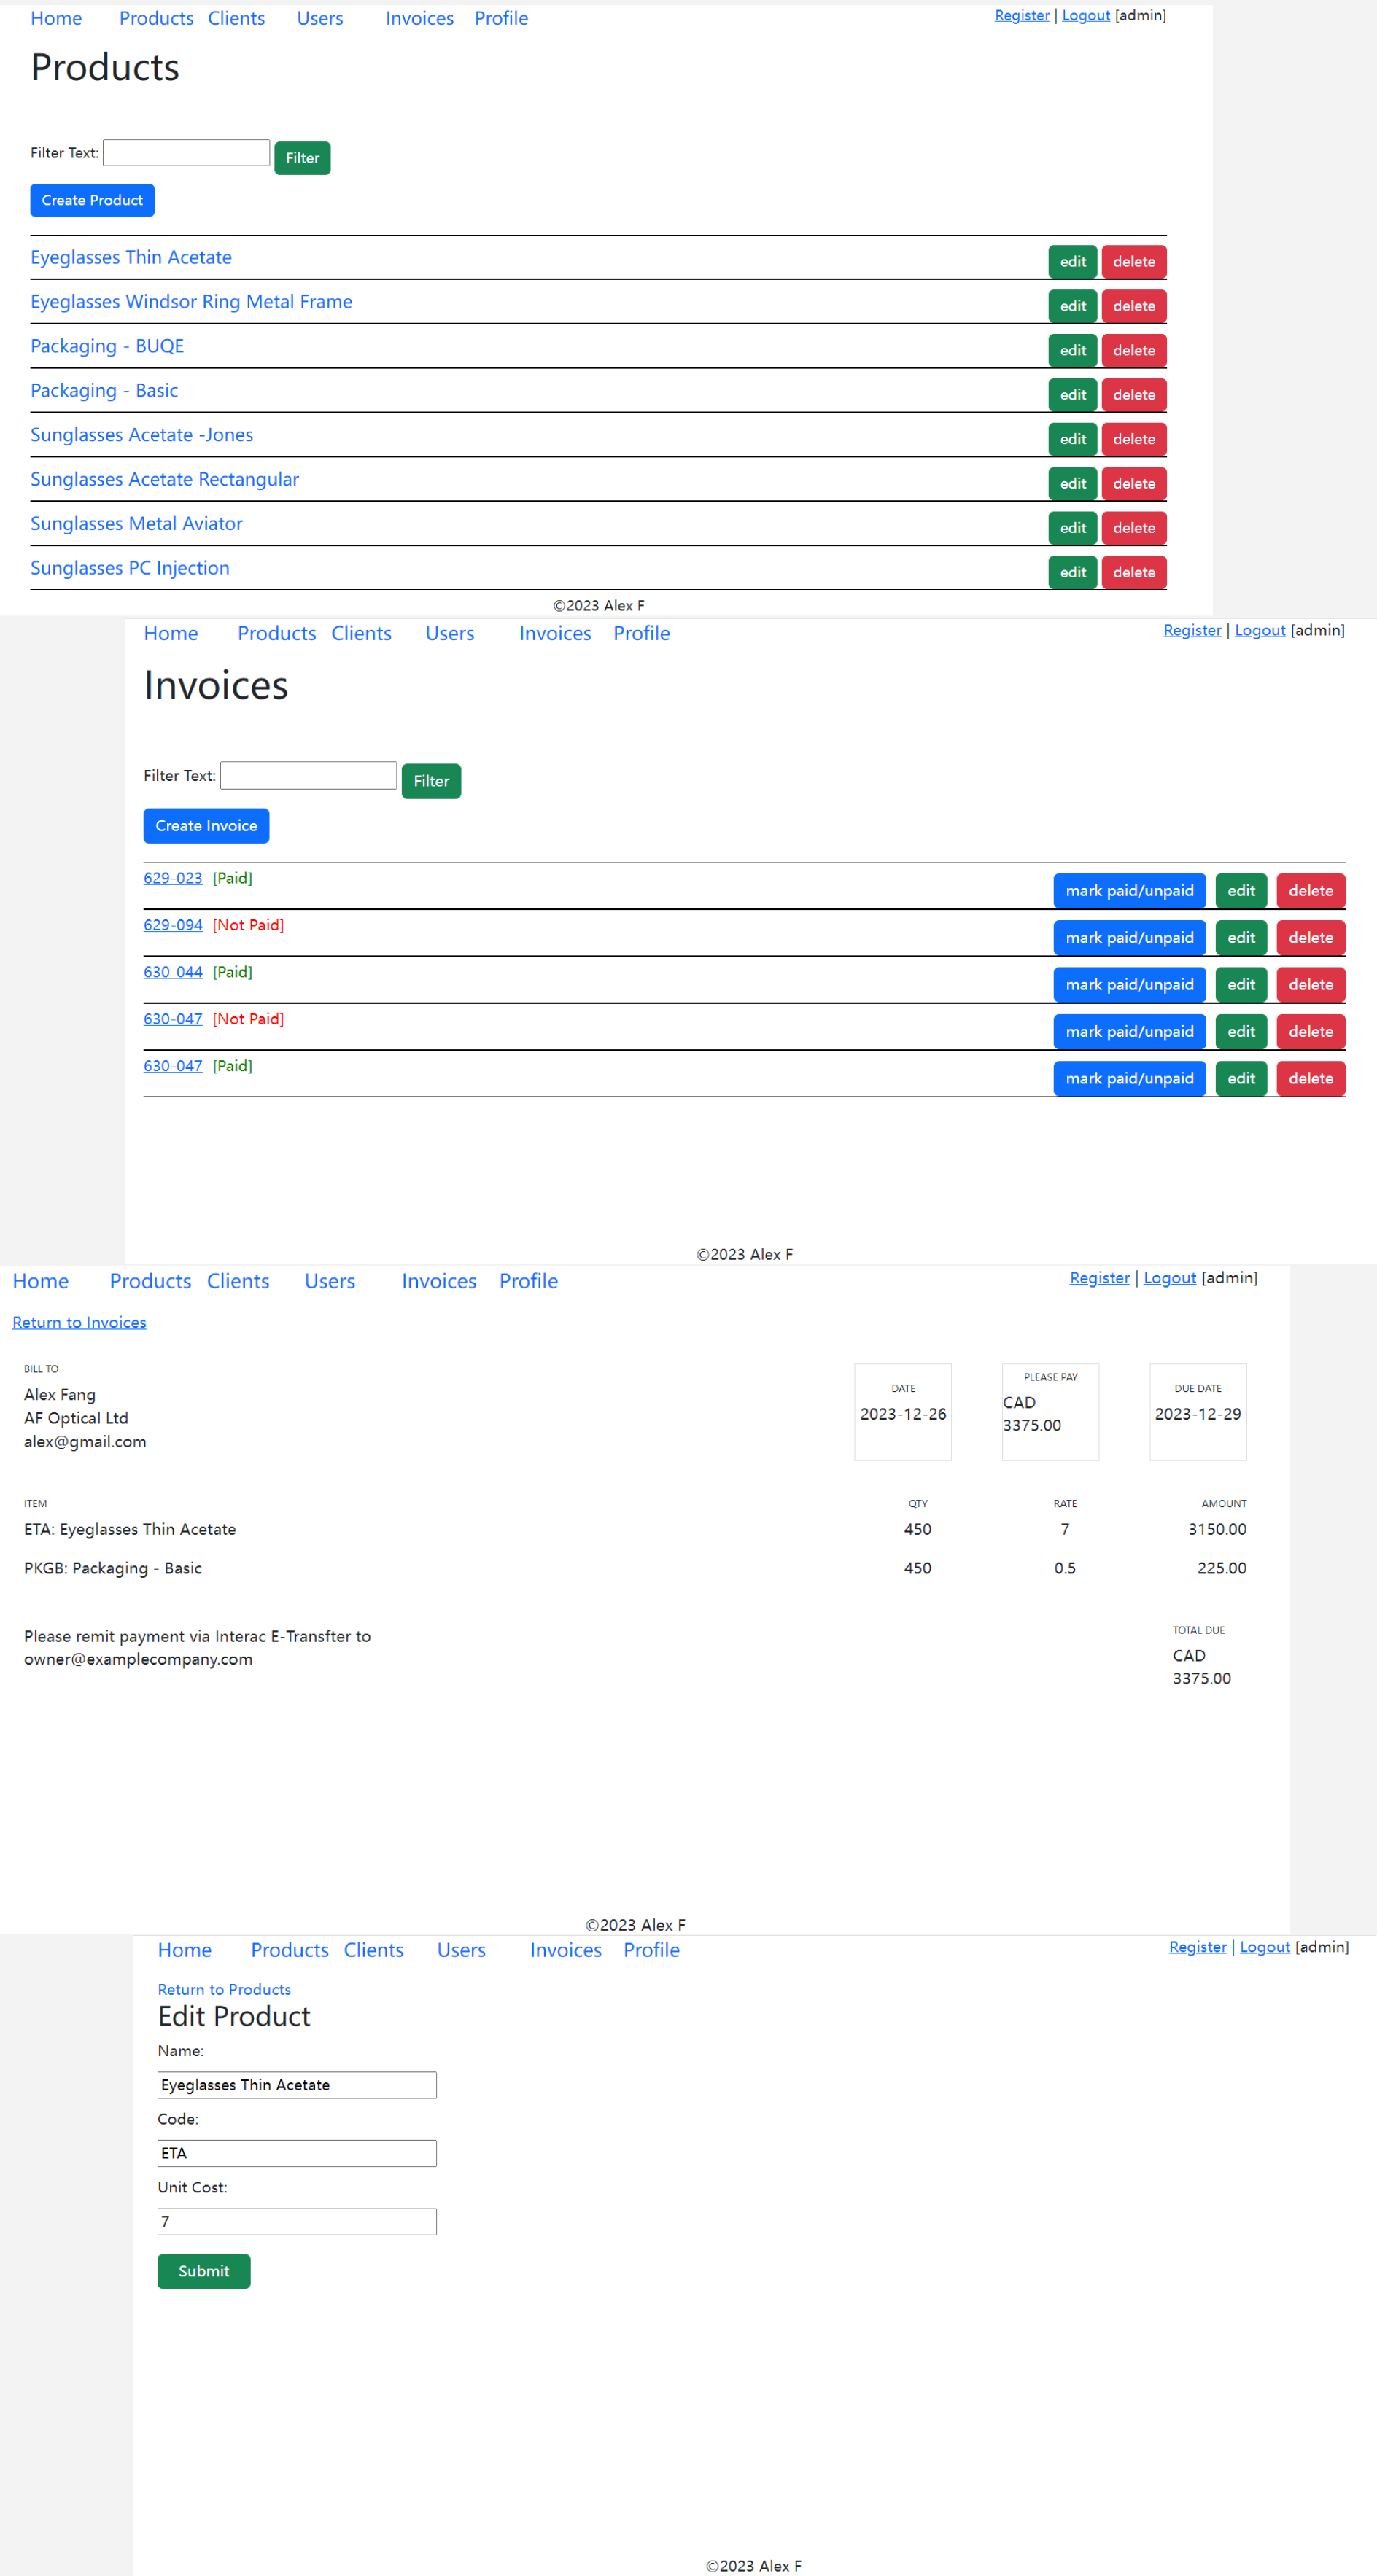 Home Products Clients Users Invoices Profile Register | Logout [admin]
Products
Filter Text: Filter
Create Product
Eyeglasses Thin Acetate edit delete
Eyeglasses Windsor Ring Metal Frame edit delete
Packaging - BUQE edit delete
Packaging - Basic edit delete
Sunglasses Acetate -Jones edit delete
Sunglasses Acetate Rectangular edit delete
Sunglasses Metal Aviator edit delete
Sunglasses PC Injection edit delete
©2023 Alex F
Home Products Clients Users Invoices Profile Register | Logout [admin]
Invoices
Filter Text: Filter
Create Invoice
629-023 [Paid] mark paid/unpaid edit delete
629-094 [Not Paid] mark paid/unpaid edit delete
630-044 [Paid] mark paid/unpaid edit delete
630-047 [Not Paid] mark paid/unpaid edit delete
630-047 [Paid] mark paid/unpaid edit delete
©2023 Alex F
Home Products Clients Users Invoices Profile Register | Logout [admin]
Return to Invoices
BILL TO
Alex Fang
AF Optical Ltd
alex@gmail.com
DATE
2023-12-26
PLEASE PAY
CAD
3375.00
DUE DATE
2023-12-29
ITEM QTY RATE AMOUNT
ETA: Eyeglasses Thin Acetate 450 7 3150.00
PKGB: Packaging - Basic 450 0.5 225.00
Please remit payment via Interac E-Transfter to
owner@examplecompany.com
TOTAL DUE
CAD
3375.00
©2023 Alex F
Home Products Clients Users Invoices Profile Register | Logout [admin]
Return to Products
Edit Product
Name:
Eyeglasses Thin Acetate
Code:
ETA
Unit Cost:
7
Submit
©2023 Alex F